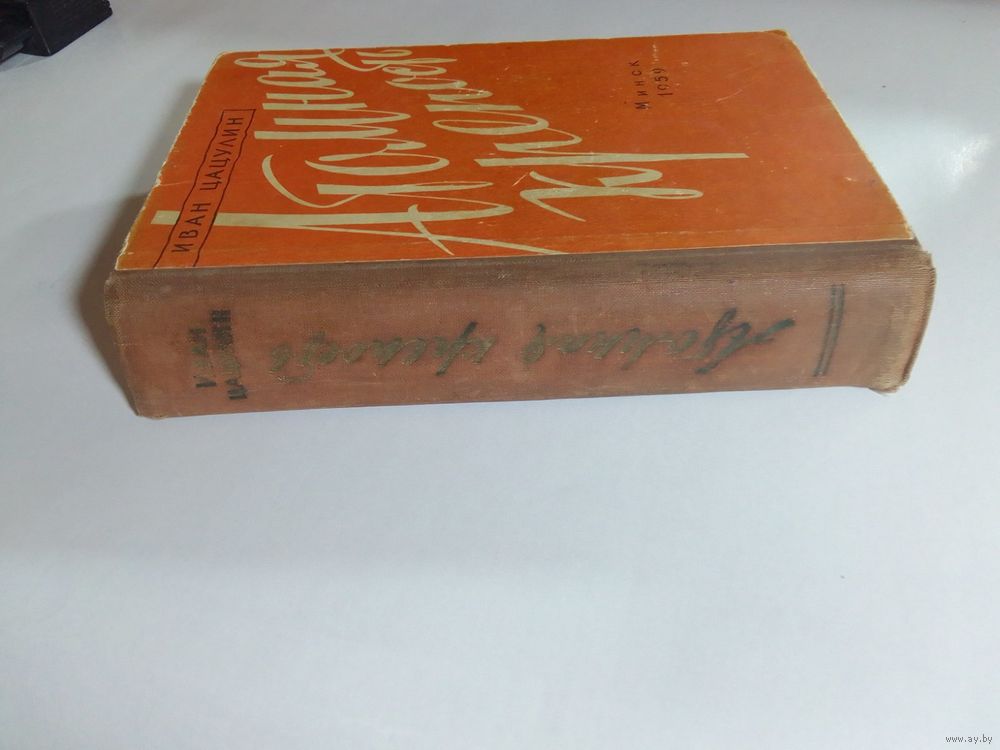 ИВАН ЦАЦУЛИН
Атомная
крепость
Минск
1959
ИВАН
ЦАЦУЛИН
Атомная крепость
www.ay.by